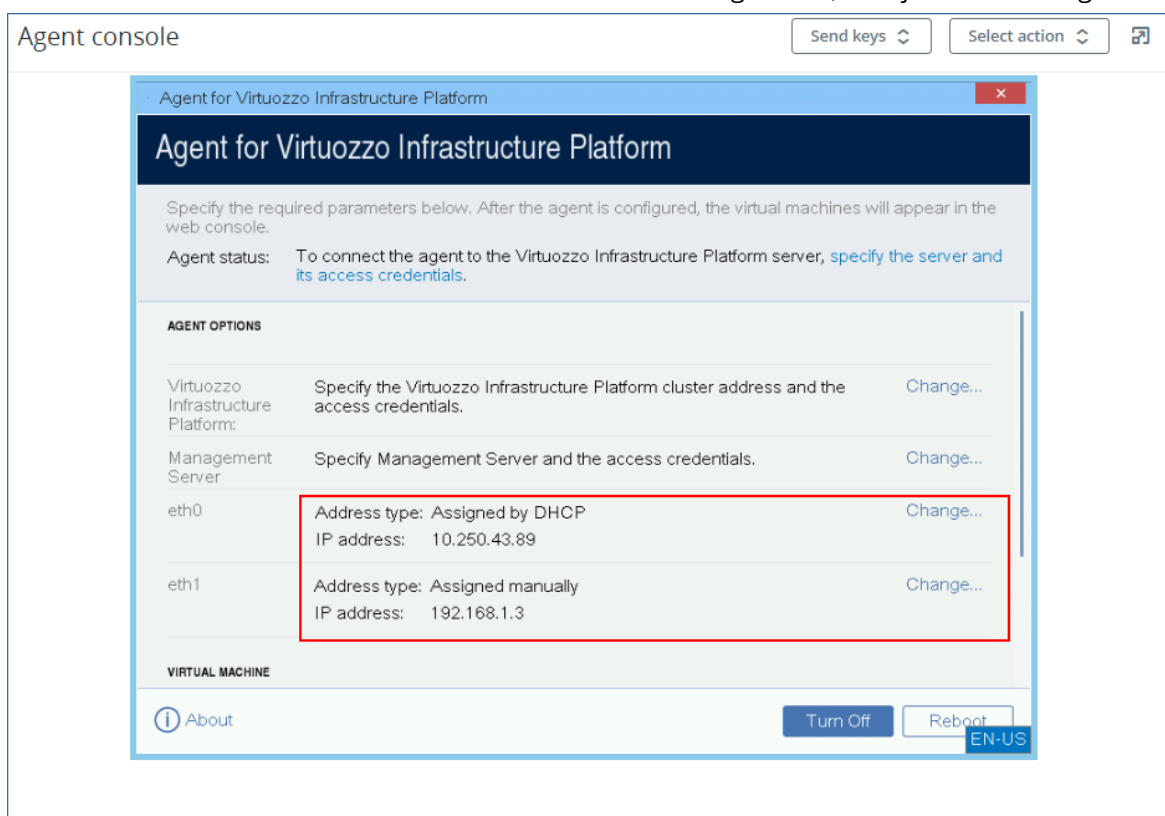 Agent console
Send keys
Select action
Agent for Virtuozzo Infrastructure Platform
Agent for Virtuozzo Infrastructure Platform
Specify the required parameters below. After the agent is configured, the virtual machines will appear in the
web console.
Agent status: To connect the agent to the Virtuozzo Infrastructure Platform server, specify the server and
its access credentials.
AGENT OPTIONS
Virtuozzo
Infrastructure
Platform:
Specify the Virtuozzo Infrastructure Platform cluster address and the
access credentials.
Change...
Management
Server
Specify Management Server and the access credentials.
Change...
eth0
Address type: Assigned by DHCP
IP address: 10.250.43.89
Change...
eth1
Address type: Assigned manually
IP address: 192.168.1.3
Change...
VIRTUAL MACHINE
About
Turn Off
Reboot
EN-US